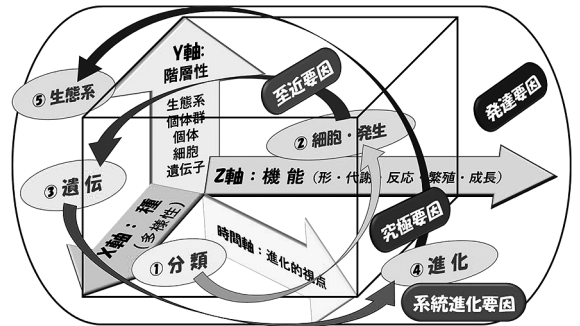 Y軸:
階層性
生態系
個体群
個体
細胞
遺伝子
至近要因
発達要因
⑤ 生態系
② 細胞・発生
③ 遺伝
Z軸：機能（形・代謝・反応・繁殖・成長）
X軸：種
（多様性）
時間軸：進化的視点
① 分類
究極要因
④ 進化
系統進化要因